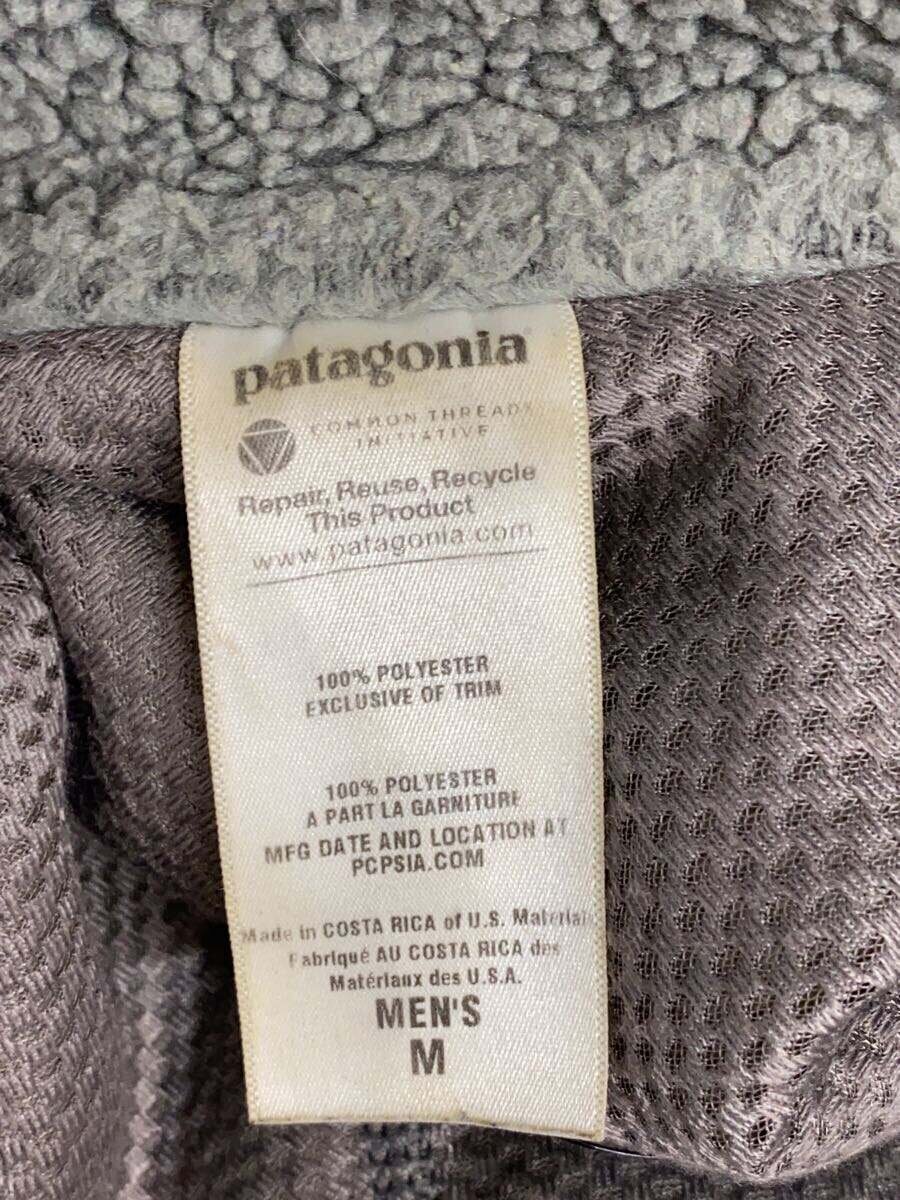 patagonia
COMMON THREADS
INITIATIVE
Repair, Reuse, Recycle
This Product
www.patagonia.com
100% POLYESTER
EXCLUSIVE OF TRIM
100% POLYESTER
A PART LA GARNITURE
MFG DATE AND LOCATION AT
PCPSIA.COM
Made in COSTA RICA of U.S. Material
Fabriqué AU COSTA RICA des
Matériaux des U.S.A.
MEN'S
M